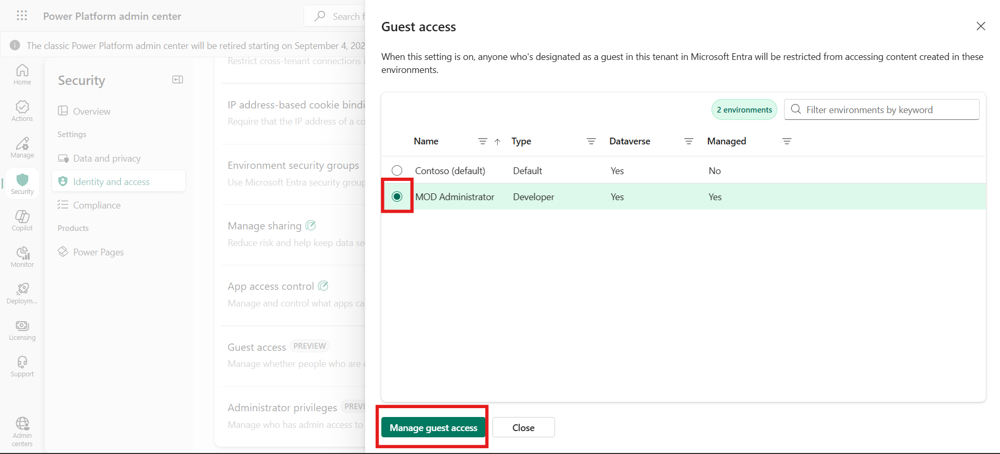 Power Platform admin center
Search f
The classic Power Platform admin center will be retired starting on September 4, 202
Home
Actions
Manage
Security
Copilot
Monitor
Deploym...
Licensing
Support
Admin
centers
Security
Overview
Settings
Data and privacy
Identity and access
Compliance
Products
Power Pages
Restrict cross-tenant connections i
IP address-based cookie bindi
Require that the IP address of a co
Environment security groups
Use Microsoft Entra security group
Manage sharing
Reduce risk and help keep data se
App access control
Manage and control what apps ca
Guest access PREVIEW
Manage whether people who are
Administrator privileges PREVI
Manage who has admin access to
Guest access
When this setting is on, anyone who's designated as a guest in this tenant in Microsoft Entra will be restricted from accessing content created in these
environments.
2 environments
Filter environments by keyword
Name Type Dataverse Managed
Contoso (default) Default Yes No
MOD Administrator Developer Yes Yes
Manage guest access
Close